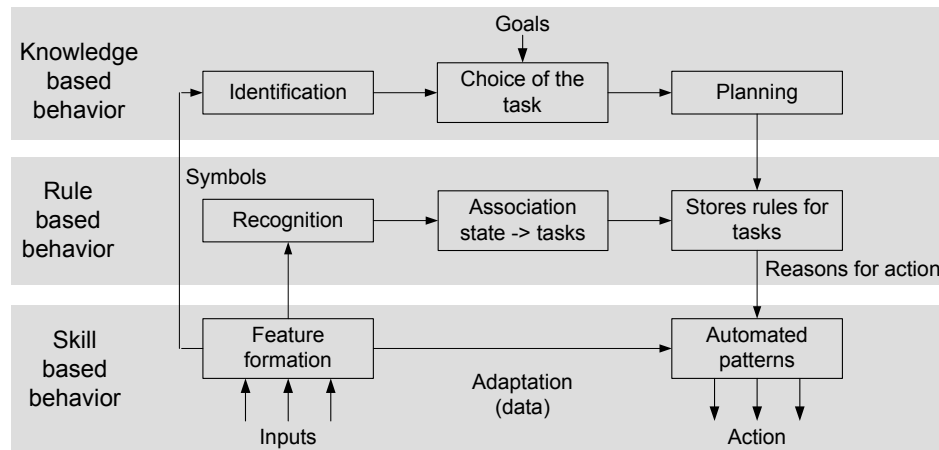 Goals
Knowledge
based
behavior
Identification
Choice of the
task
Planning
Symbols
Rule
based
behavior
Recognition
Association
state -> tasks
Stores rules for
tasks
Reasons for action
Skill
based
behavior
Feature
formation
Automated
patterns
Adaptation
(data)
Inputs
Action